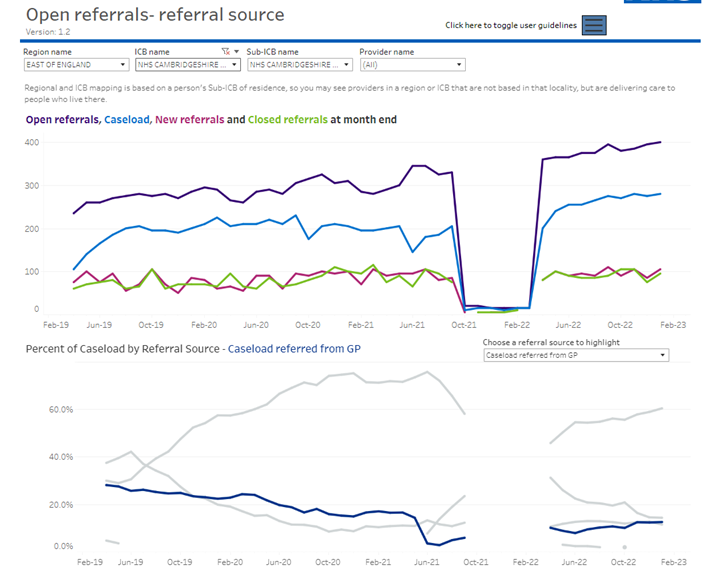 Open referrals- referral source
Version: 1.2
Click here to toggle user guidelines
Region name
ICB name
Sub-ICB name
Provider name
EAST OF ENGLAND
NHS CAMBRIDGESHIRE ...
NHS CAMBRIDGESHIRE ...
(All)
Regional and ICB mapping is based on a person's Sub-ICB of residence, so you may see providers in a region or ICB that are not based in that locality, but are delivering care to
people who live there.
Open referrals, Caseload, New referrals and Closed referrals at month end
400
300
200
100
0
Feb-19 Jun-19 Oct-19 Feb-20 Jun-20 Oct-20 Feb-21 Jun-21 Oct-21 Feb-22 Jun-22 Oct-22 Feb-23
Percent of Caseload by Referral Source - Caseload referred from GP
Choose a referral source to highlight
Caseload referred from GP
60.0%
40.0%
20.0%
0.0%
Feb-19 Jun-19 Oct-19 Feb-20 Jun-20 Oct-20 Feb-21 Jun-21 Oct-21 Feb-22 Jun-22 Oct-22 Feb-23